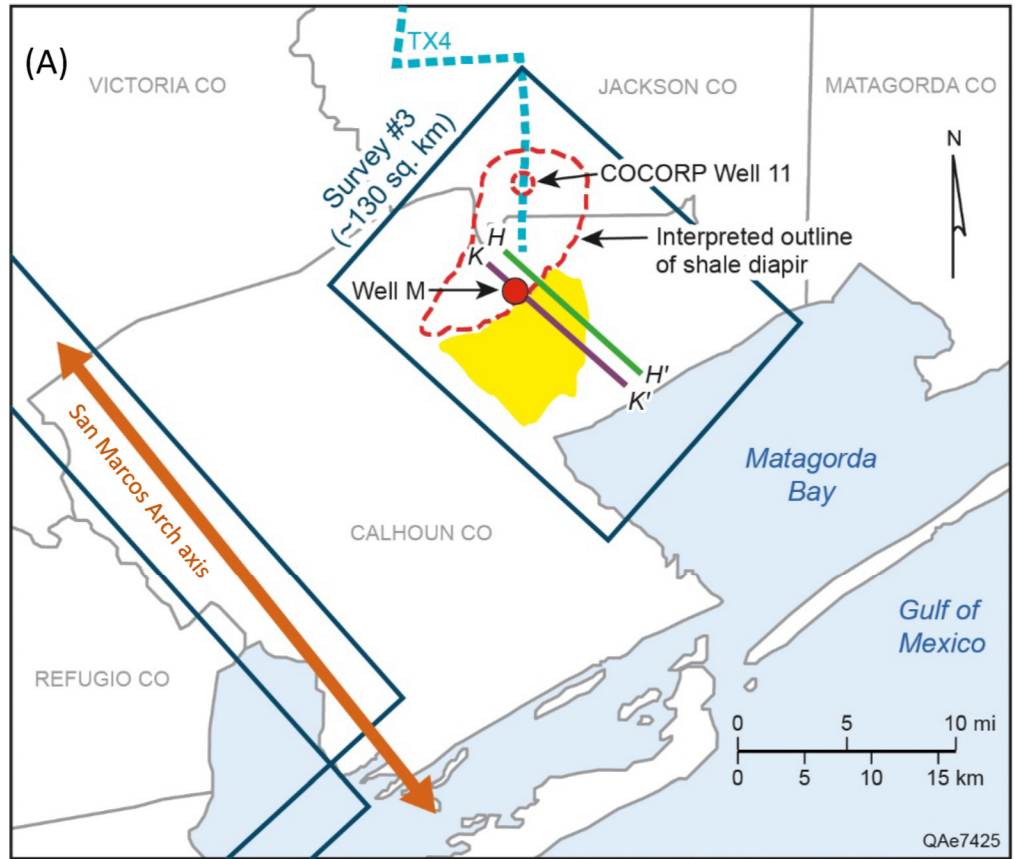 (A)
TX4
VICTORIA CO
JACKSON CO
MATAGORDA CO
Survey #3
(~130 sq. km)
N
COCORP Well 11
H
K
Interpreted outline
of shale diapir
Well M
H'
K'
San Marcos Arch axis
Matagorda
Bay
CALHOUN CO
Gulf of
Mexico
REFUGIO CO
0 5 10 mi
0 5 10 15 km
QAe7425